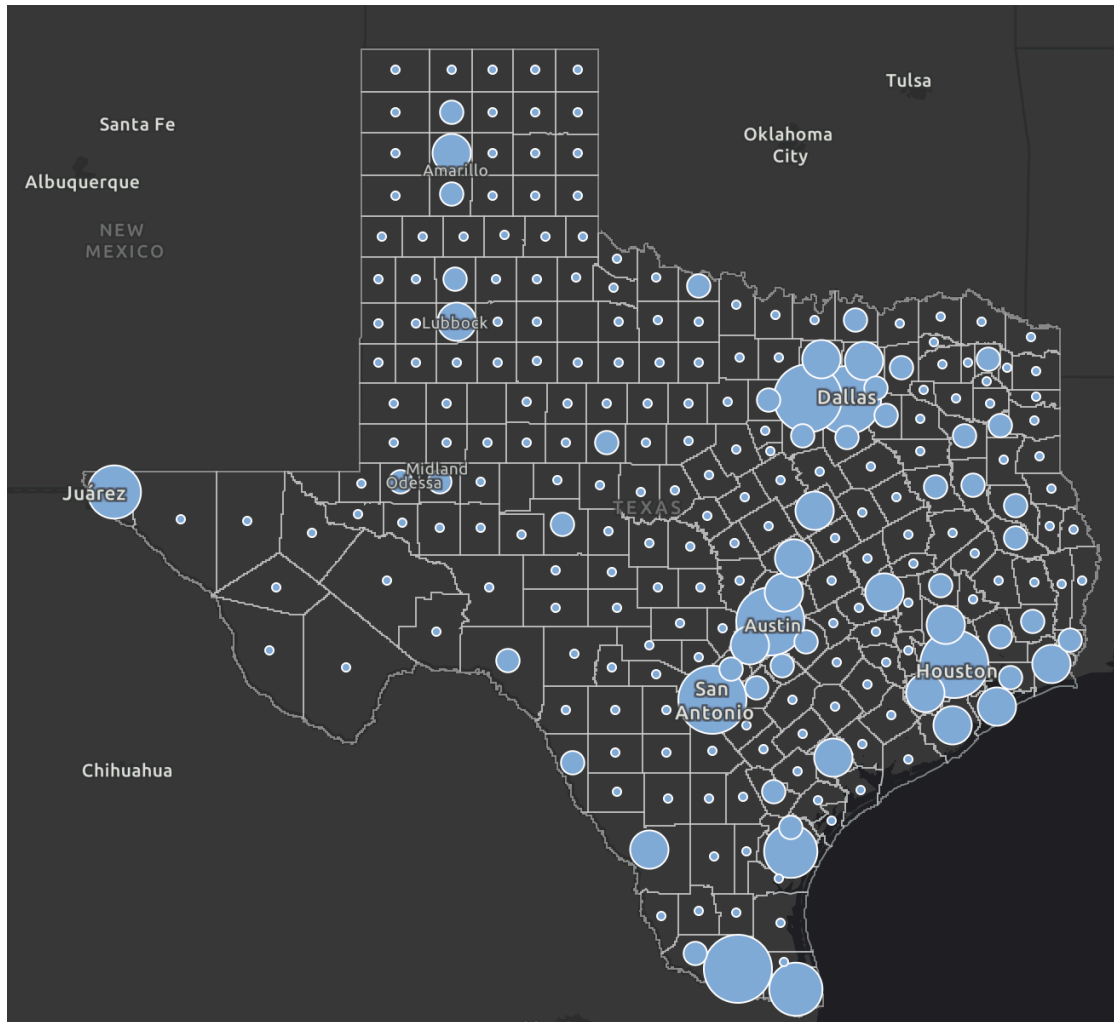 Tulsa
Santa Fe
Oklahoma
City
Amarillo
Albuquerque
NEW
MEXICO
Lubbock
Dallas
Midland
Odessa
Juárez
TEXAS
Austin
Houston
San
Antonio
Chihuahua